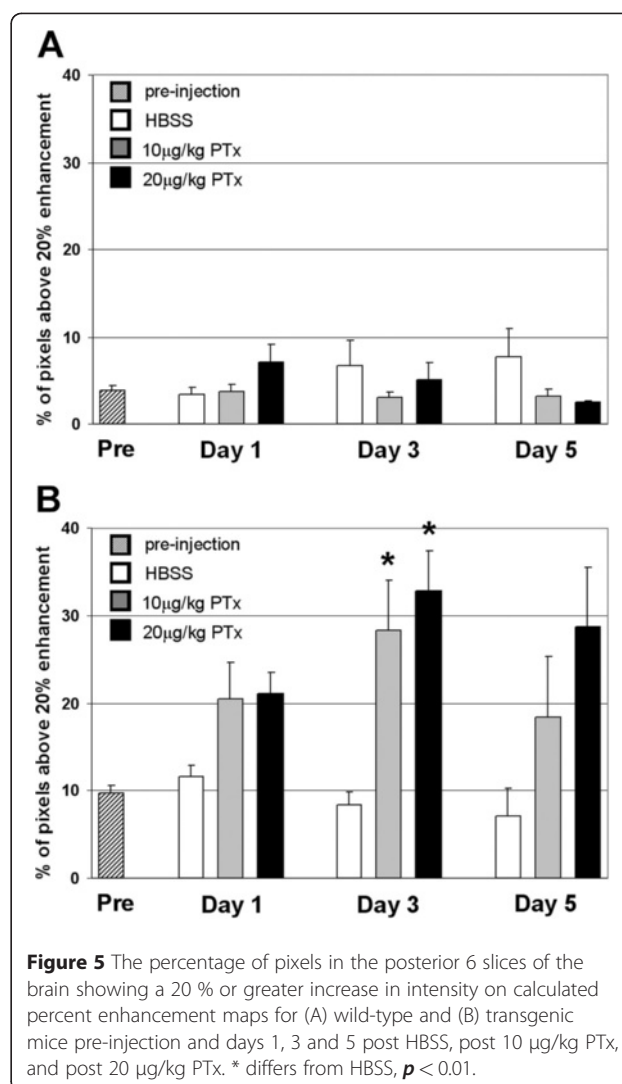 A
% of pixels above 20% enhancement
40
30
20
10
0
pre-injection
HBSS
10µg/kg PTx
20µg/kg PTx
Pre Day 1 Day 3 Day 5
B
% of pixels above 20% enhancement
40
30
20
10
0
pre-injection
HBSS
10µg/kg PTx
20µg/kg PTx
* *
Pre Day 1 Day 3 Day 5
Figure 5 The percentage of pixels in the posterior 6 slices of the
brain showing a 20 % or greater increase in intensity on calculated
percent enhancement maps for (A) wild-type and (B) transgenic
mice pre-injection and days 1, 3 and 5 post HBSS, post 10 µg/kg PTx,
and post 20 µg/kg PTx. * differs from HBSS, p < 0.01.